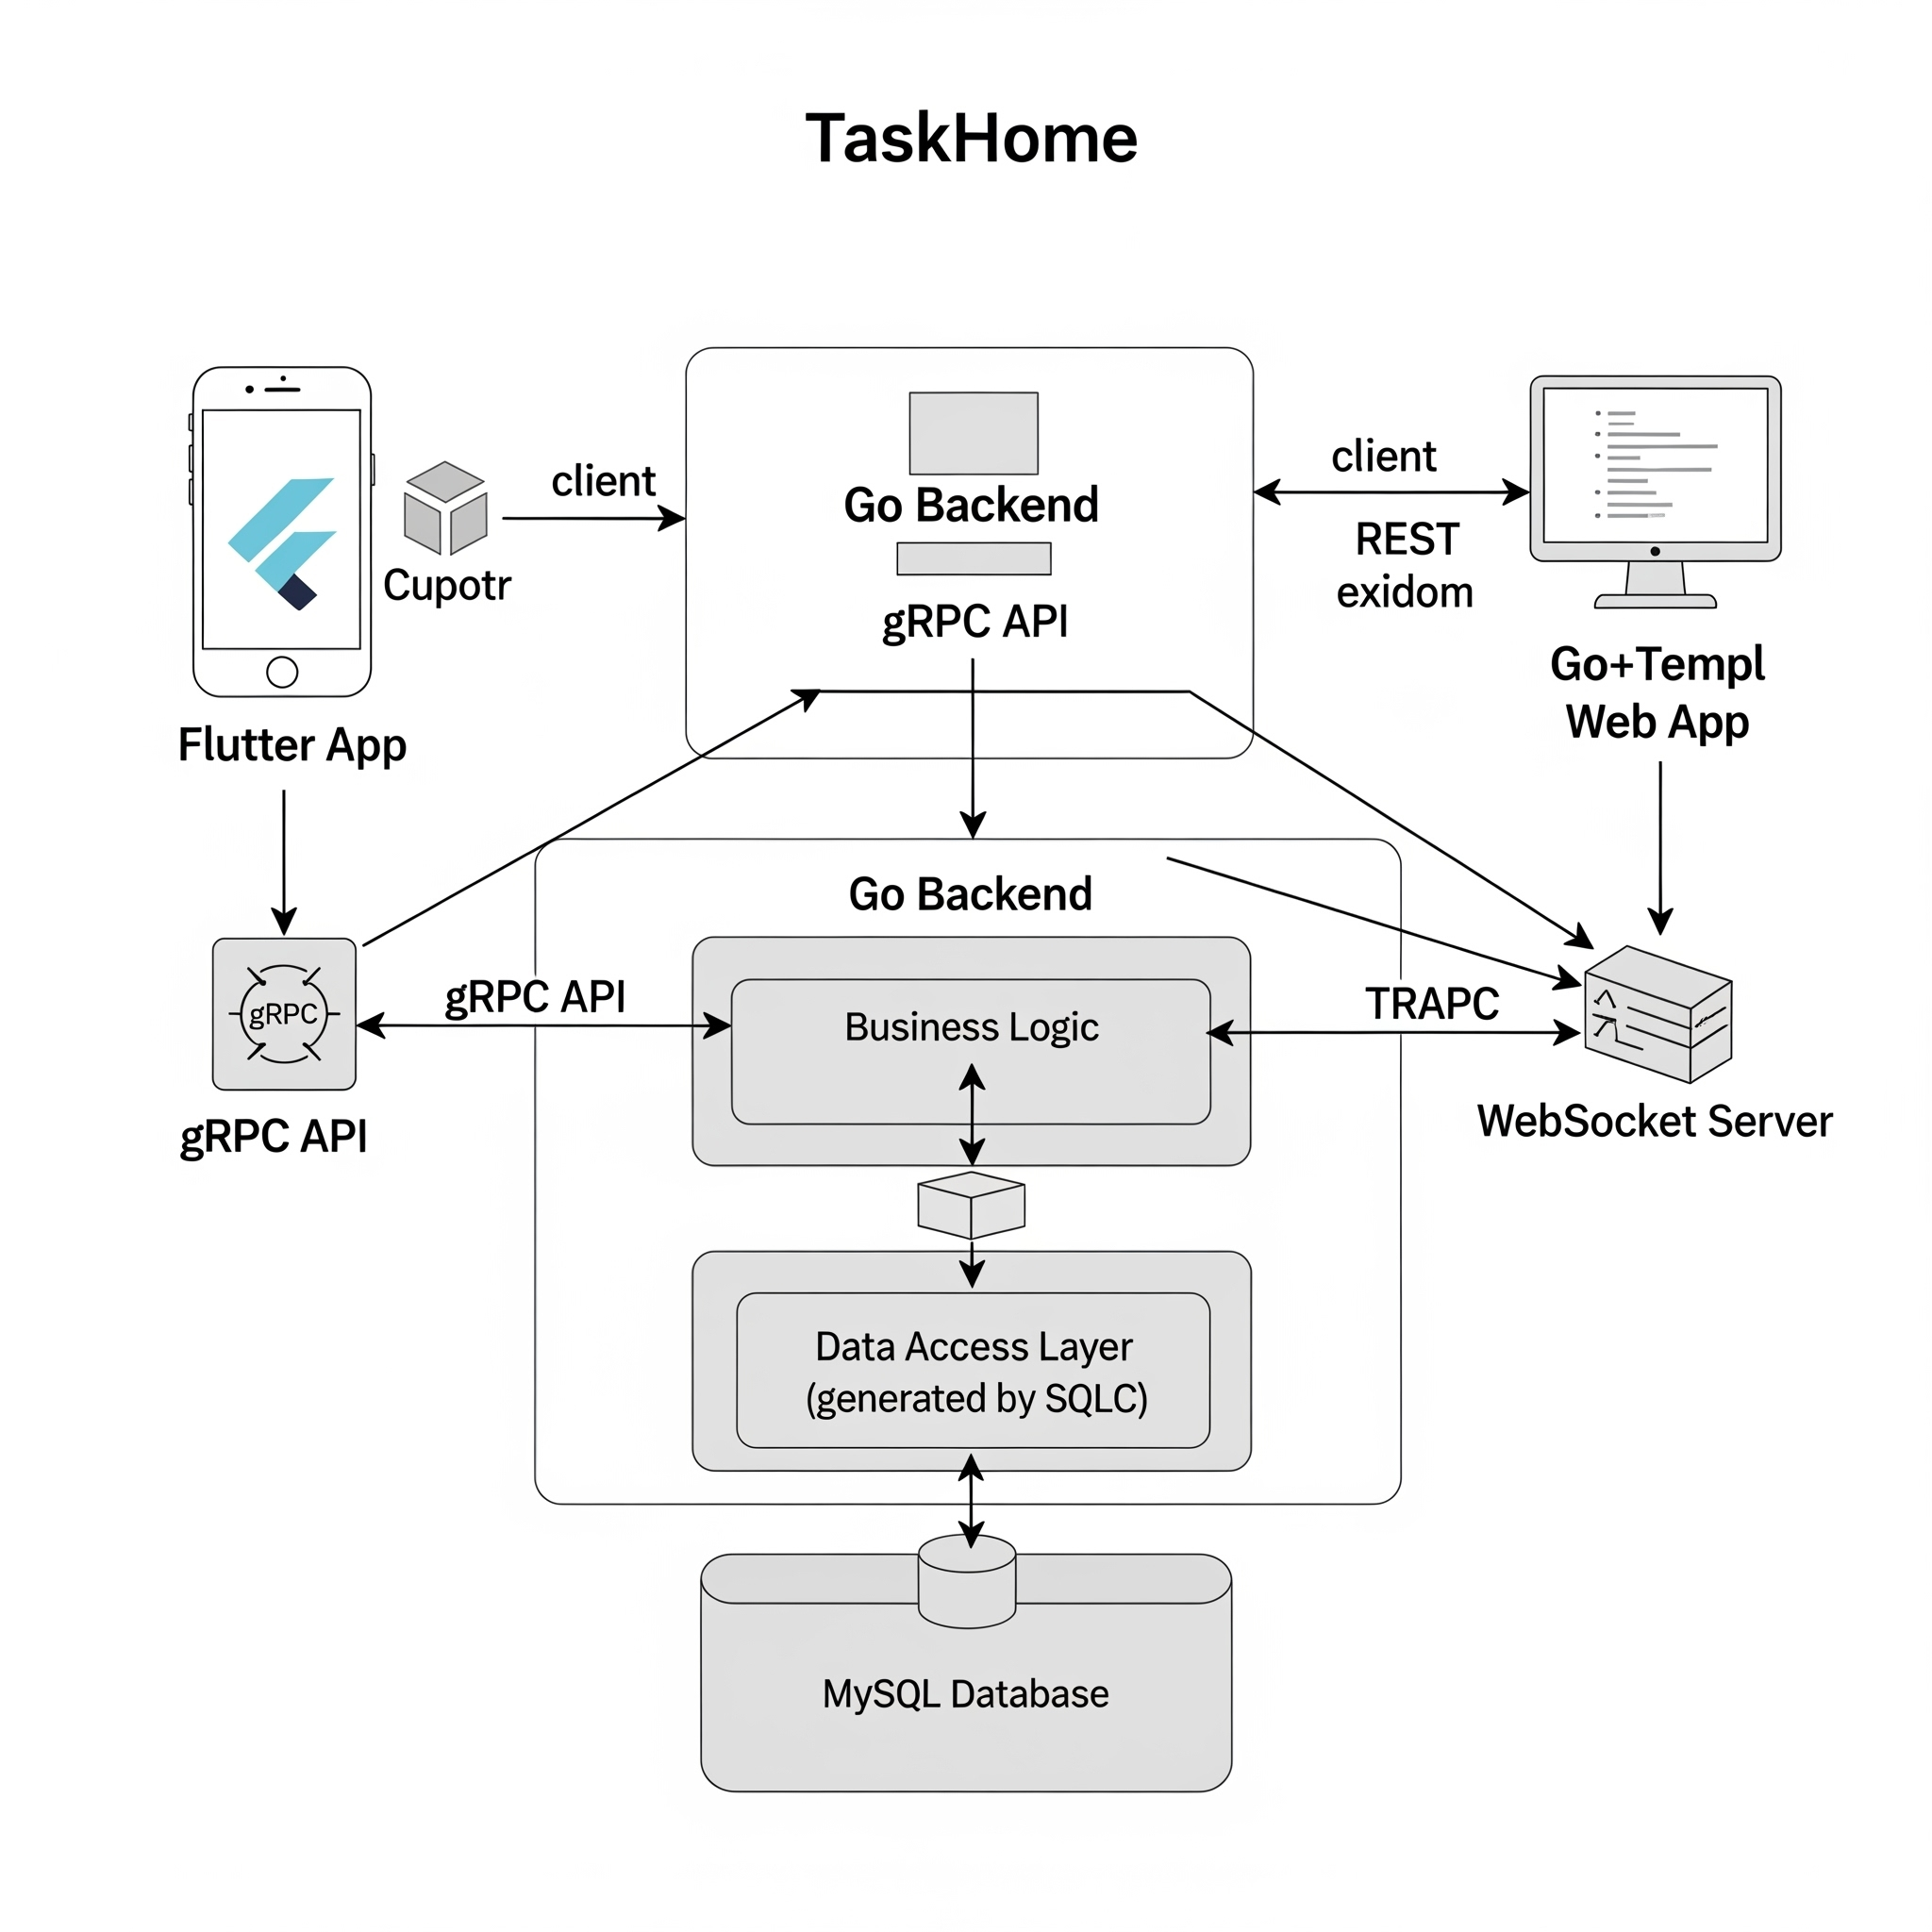 TaskHome
client
Cupotr
Flutter App
Go Backend
gRPC API
client
REST
exidom
Go+Templ
Web App
gRPC
gRPC API
gRPC API
Go Backend
Business Logic
TRAPC
WebSocket Server
Data Access Layer
(generated by SQLC)
MySQL Database